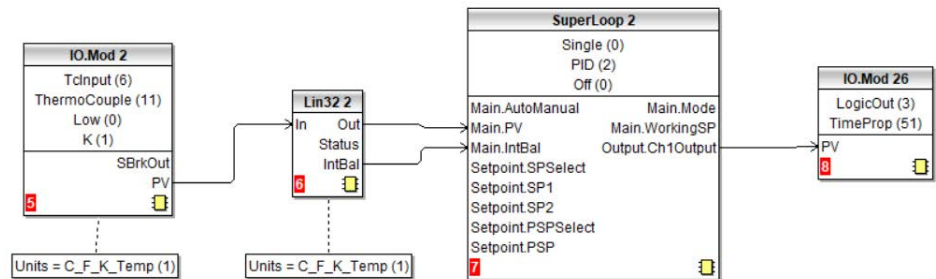 IO.Mod 2
TcInput (6)
ThermoCouple (11)
Low (0)
K (1)
SBrkOut
PV
5
Units = C_F_K_Temp (1)
Lin32 2
In Out
Status
IntBal
6
Units = C_F_K_Temp (1)
SuperLoop 2
Single (0)
PID (2)
Off (0)
Main.AutoManual Main.Mode
Main.PV Main.WorkingSP
Main.IntBal Output.Ch1Output
Setpoint.SPSelect
Setpoint.SP1
Setpoint.SP2
Setpoint.PSPSelect
Setpoint.PSP
7
IO.Mod 26
LogicOut (3)
TimeProp (51)
PV
8